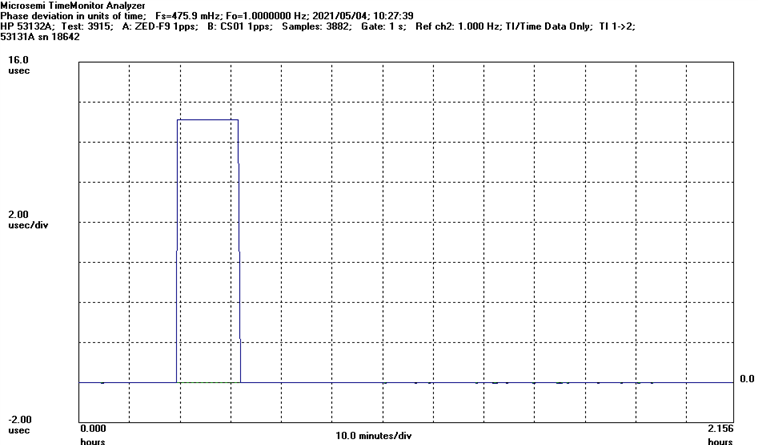 Microsemi TimeMonitor Analyzer
Phase deviation in units of time; Fs=475.9 mHz; Fo=1.0000000 Hz; 2021/05/04; 10:27:39
HP 53132A; Test: 3915; A: ZED-F9 1pps; B: CS01 1pps; Samples: 3882; Gate: 1 s; Ref ch2: 1.000 Hz; TI/Time Data Only; TI 1->2;
53131A sn 18642
16.0
usec
2.00
usec/div
0.0
-2.00
usec
0.000
hours
10.0 minutes/div
2.156
hours